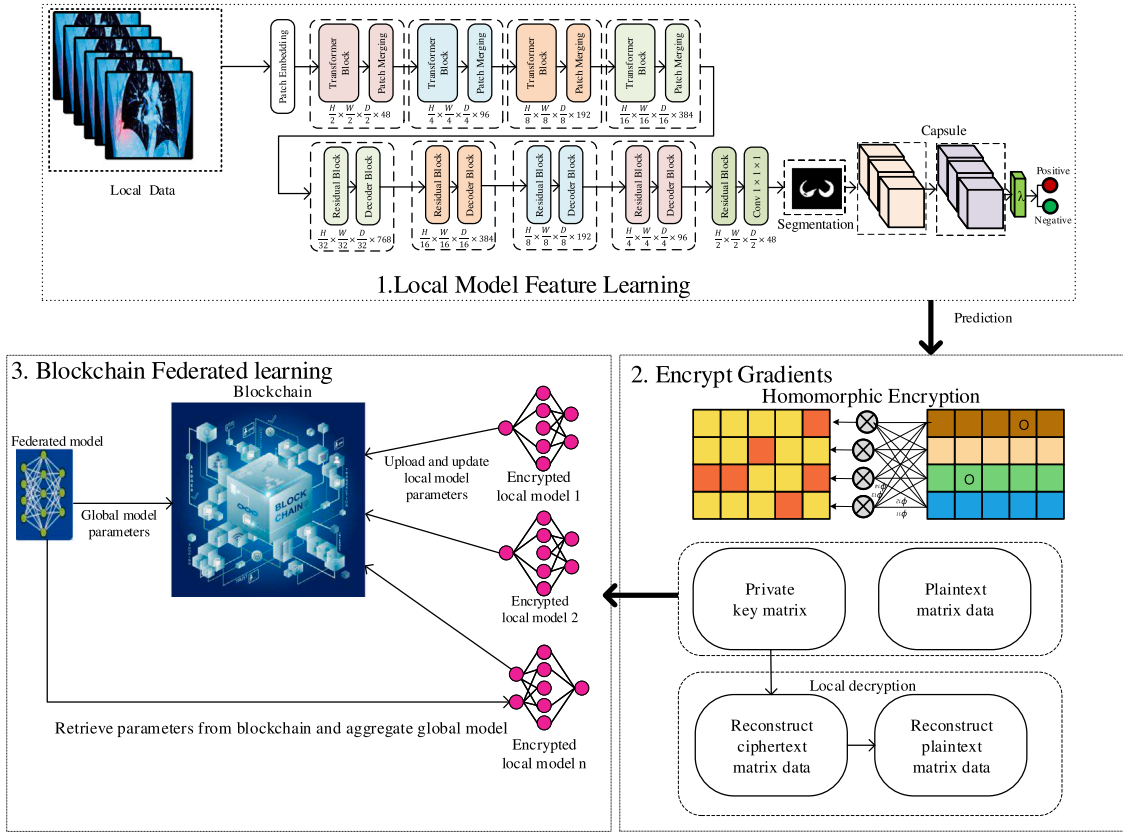 Local Data
Patch Embedding
Transformer
Block
Patch Merging
Transformer
Block
Patch Merging
Transformer
Block
Patch Merging
Transformer
Block
Patch Merging
H/2 × W/2 × D/2 × 48
H/4 × W/4 × D/4 × 96
H/8 × W/8 × D/8 × 192
H/16 × W/16 × D/16 × 384
Residual Block
Decoder Block
Residual Block
Decoder Block
Residual Block
Decoder Block
Residual Block
Decoder Block
Residual Block
Conv 1 × 1 × 1
H/32 × W/32 × D/32 × 768
H/16 × W/16 × D/16 × 384
H/8 × W/8 × D/8 × 192
H/4 × W/4 × D/4 × 96
H/2 × W/2 × D/2 × 48
Segmentation
Capsule
λ
Positive
Negative
1.Local Model Feature Learning
Prediction
3. Blockchain Federated learning
Blockchain
Federated model
Global model
parameters
BLOCK
CHAIN
Upload and update
local model
parameters
Encrypted
local model 1
Encrypted
local model 2
Encrypted
local model n
Retrieve parameters from blockchain and aggregate global model
2. Encrypt Gradients
Homomorphic Encryption
O
O
Private
key matrix
Plaintext
matrix data
Local decryption
Reconstruct
ciphertext
matrix data
Reconstruct
plaintext
matrix data